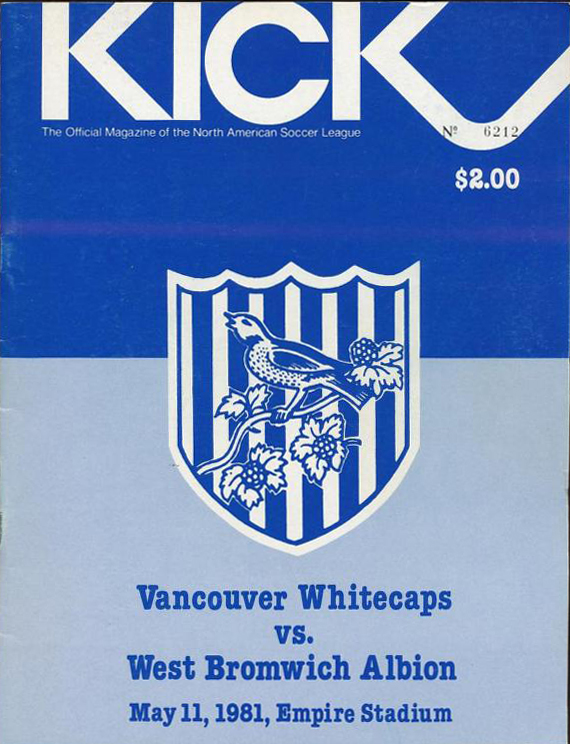 KICK
The Official Magazine of the North American Soccer League
Nº 6212
$2.00
Vancouver Whitecaps
vs.
West Bromwich Albion
May 11, 1981, Empire Stadium